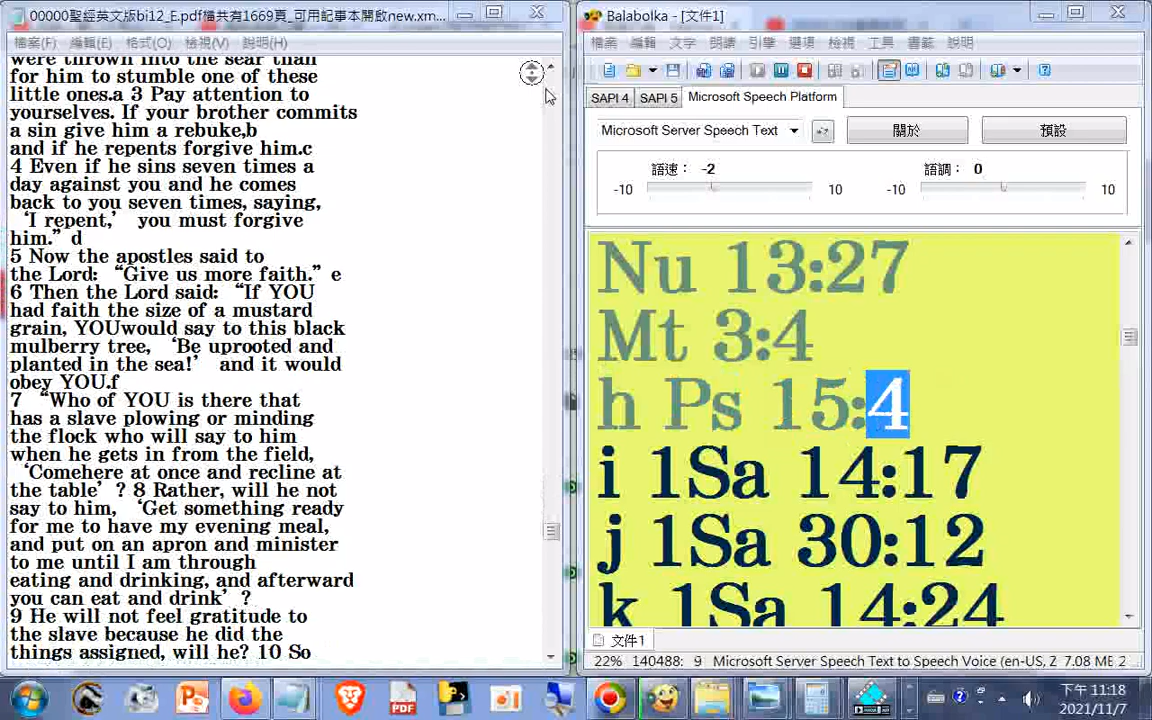 00000聖經英文版bi12_E.pdf檔共有1669頁_可用記事本開啟new.xm...
檔案(F) 編輯(E) 格式(O) 檢視(V) 說明(H)
were thrown into the sear than
for him to stumble one of these
little ones.a 3 Pay attention to
yourselves. If your brother commits
a sin give him a rebuke,b
and if he repents forgive him.c
4 Even if he sins seven times a
day against you and he comes
back to you seven times, saying,
‘I repent,’ you must forgive
him.” d
5 Now the apostles said to
the Lord: “Give us more faith.” e
6 Then the Lord said: “If YOU
had faith the size of a mustard
grain, YOUwould say to this black
mulberry tree, ‘Be uprooted and
planted in the sea!’ and it would
obey YOU.f
7 “Who of YOU is there that
has a slave plowing or minding
the flock who will say to him
when he gets in from the field,
‘Comehere at once and recline at
the table’? 8 Rather, will he not
say to him, ‘Get something ready
for me to have my evening meal,
and put on an apron and minister
to me until I am through
eating and drinking, and afterward
you can eat and drink’?
9 He will not feel gratitude to
the slave because he did the
things assigned, will he? 10 So
Balabolka - [文件1]
檔案 編輯 文字 朗讀 引擎 選項 檢視 工具 書籤 說明
SAPI 4 SAPI 5 Microsoft Speech Platform
Microsoft Server Speech Text 關於 預設
語速: -2 語調: 0
-10 10 -10 10
Nu 13:27
Mt 3:4
h Ps 15:4
i 1Sa 14:17
j 1Sa 30:12
k 1Sa 14:24
文件1
22% 140488: 9 Microsoft Server Speech Text to Speech Voice (en-US, Z 7.08 MB
下午 11:18
2021/11/7